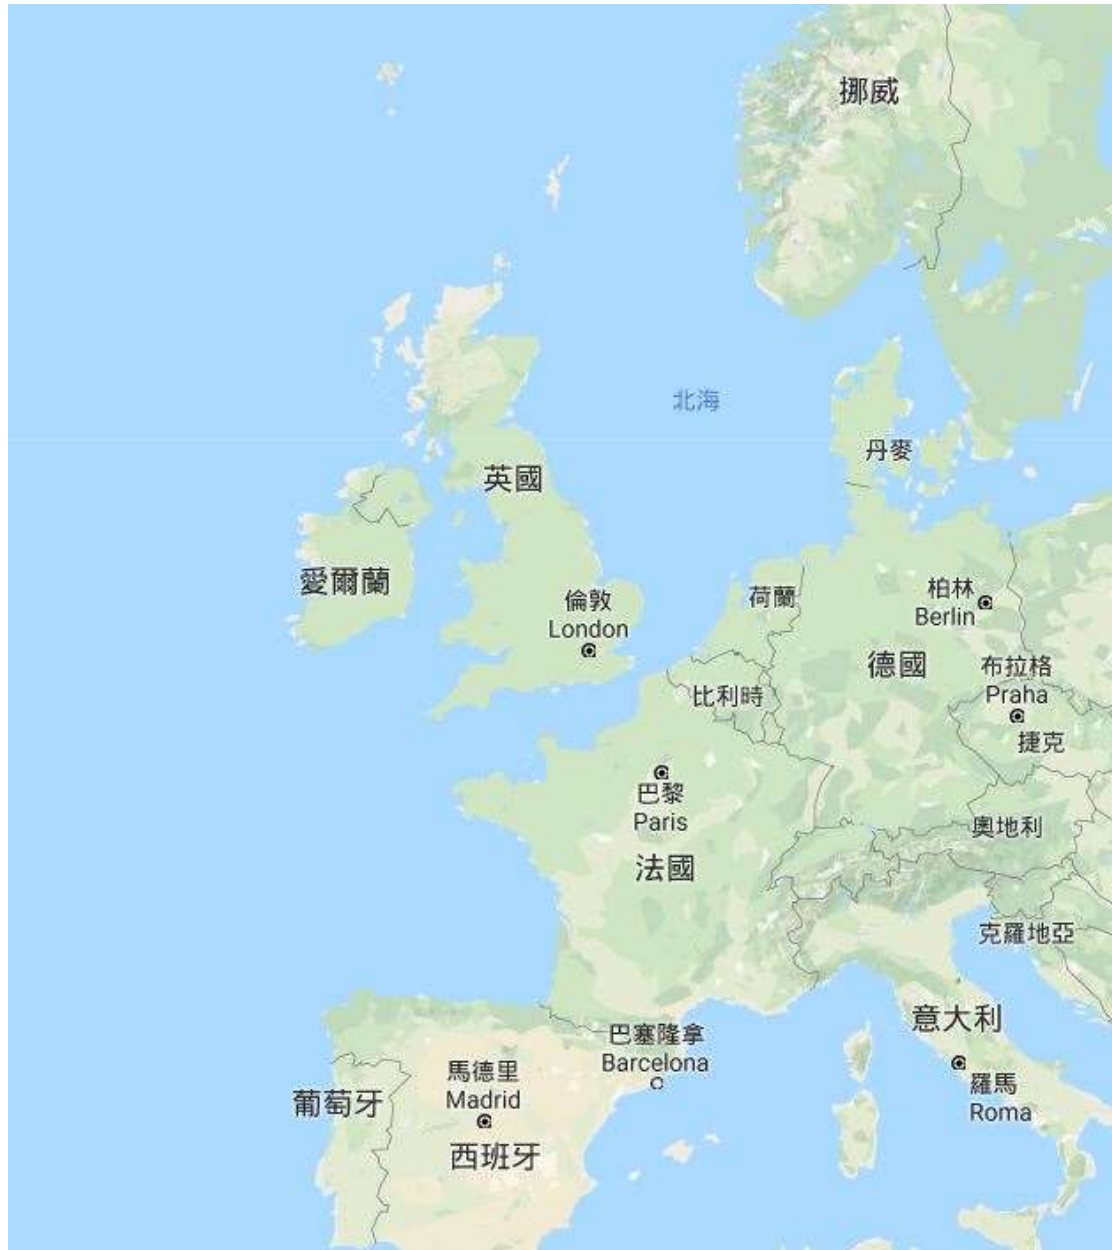 挪威
北海
丹麥
英國
愛爾蘭
倫敦
London
荷蘭
柏林
Berlin
德國
布拉格
Praha
捷克
比利時
巴黎
Paris
法國
奧地利
克羅地亞
意大利
羅馬
Roma
巴塞隆拿
Barcelona
馬德里
Madrid
西班牙
葡萄牙